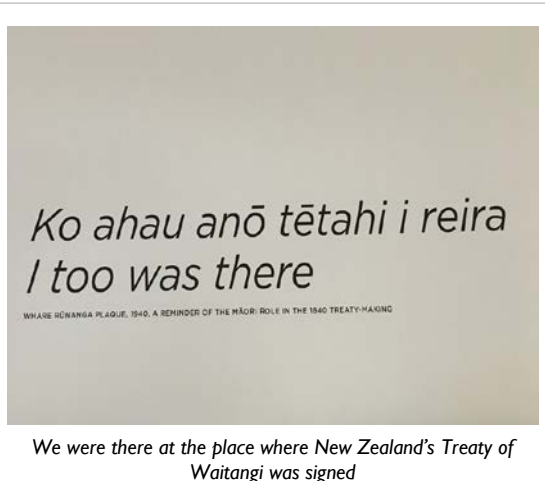 Ko ahau anō tētahi i reira
I too was there
WHARE RŪNANGA PLAQUE, 1940, A REMINDER OF THE MĀORI ROLE IN THE 1840 TREATY-MAKING
We were there at the place where New Zealand's Treaty of
Waitangi was signed